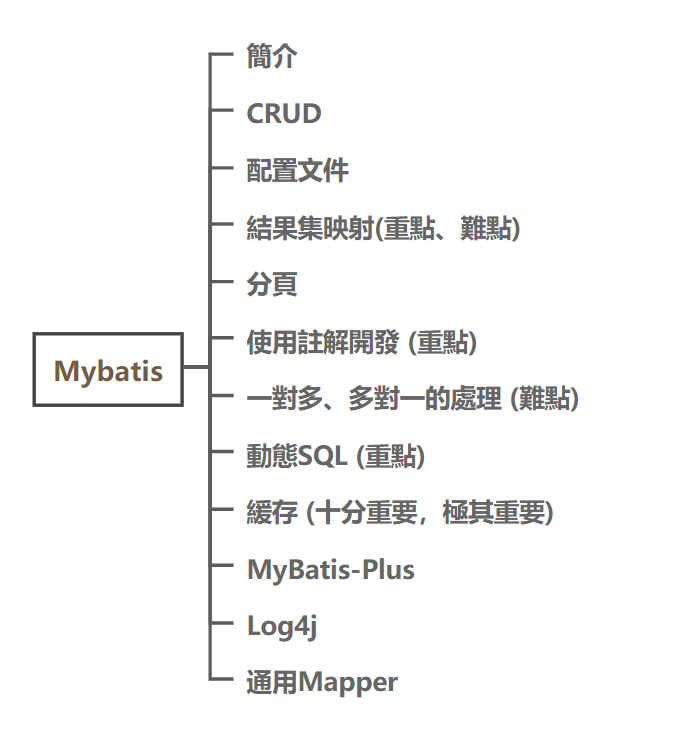 簡介
CRUD
配置文件
結果集映射(重點、難點)
分頁
使用註解開發 (重點)
Mybatis
一對多、多對一的處理 (難點)
動態SQL (重點)
緩存 (十分重要，極其重要)
MyBatis-Plus
Log4j
通用Mapper